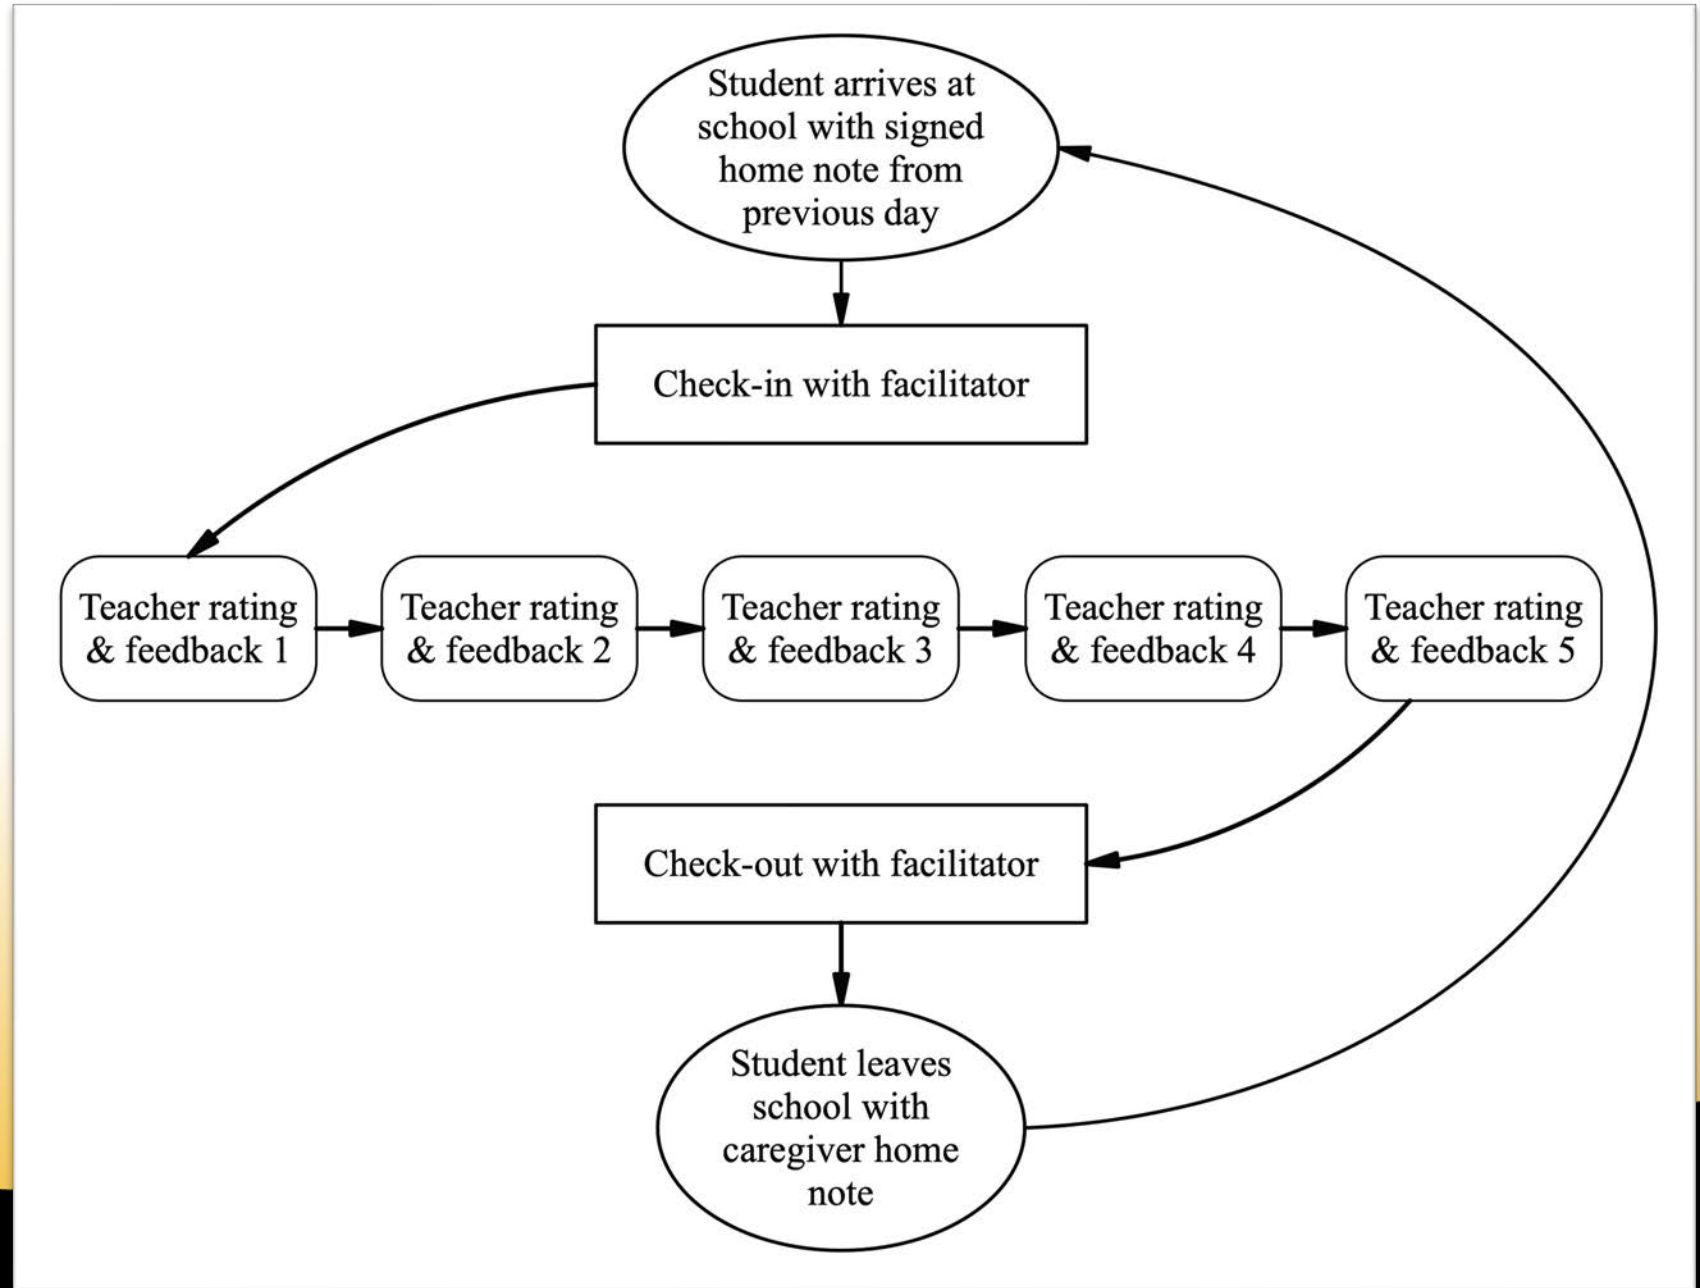 Student arrives at
school with signed
home note from
previous day
Check-in with facilitator
Teacher rating
& feedback 1
Teacher rating
& feedback 2
Teacher rating
& feedback 3
Teacher rating
& feedback 4
Teacher rating
& feedback 5
Check-out with facilitator
Student leaves
school with
caregiver home
note